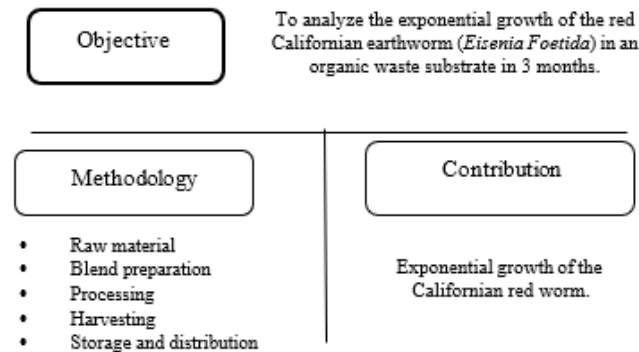 Objective
To analyze the exponential growth of the red
Californian earthworm (Eisenia Foetida) in an
organic waste substrate in 3 months.
Methodology
• Raw material
• Blend preparation
• Processing
• Harvesting
• Storage and distribution
Contribution
Exponential growth of the
Californian red worm.